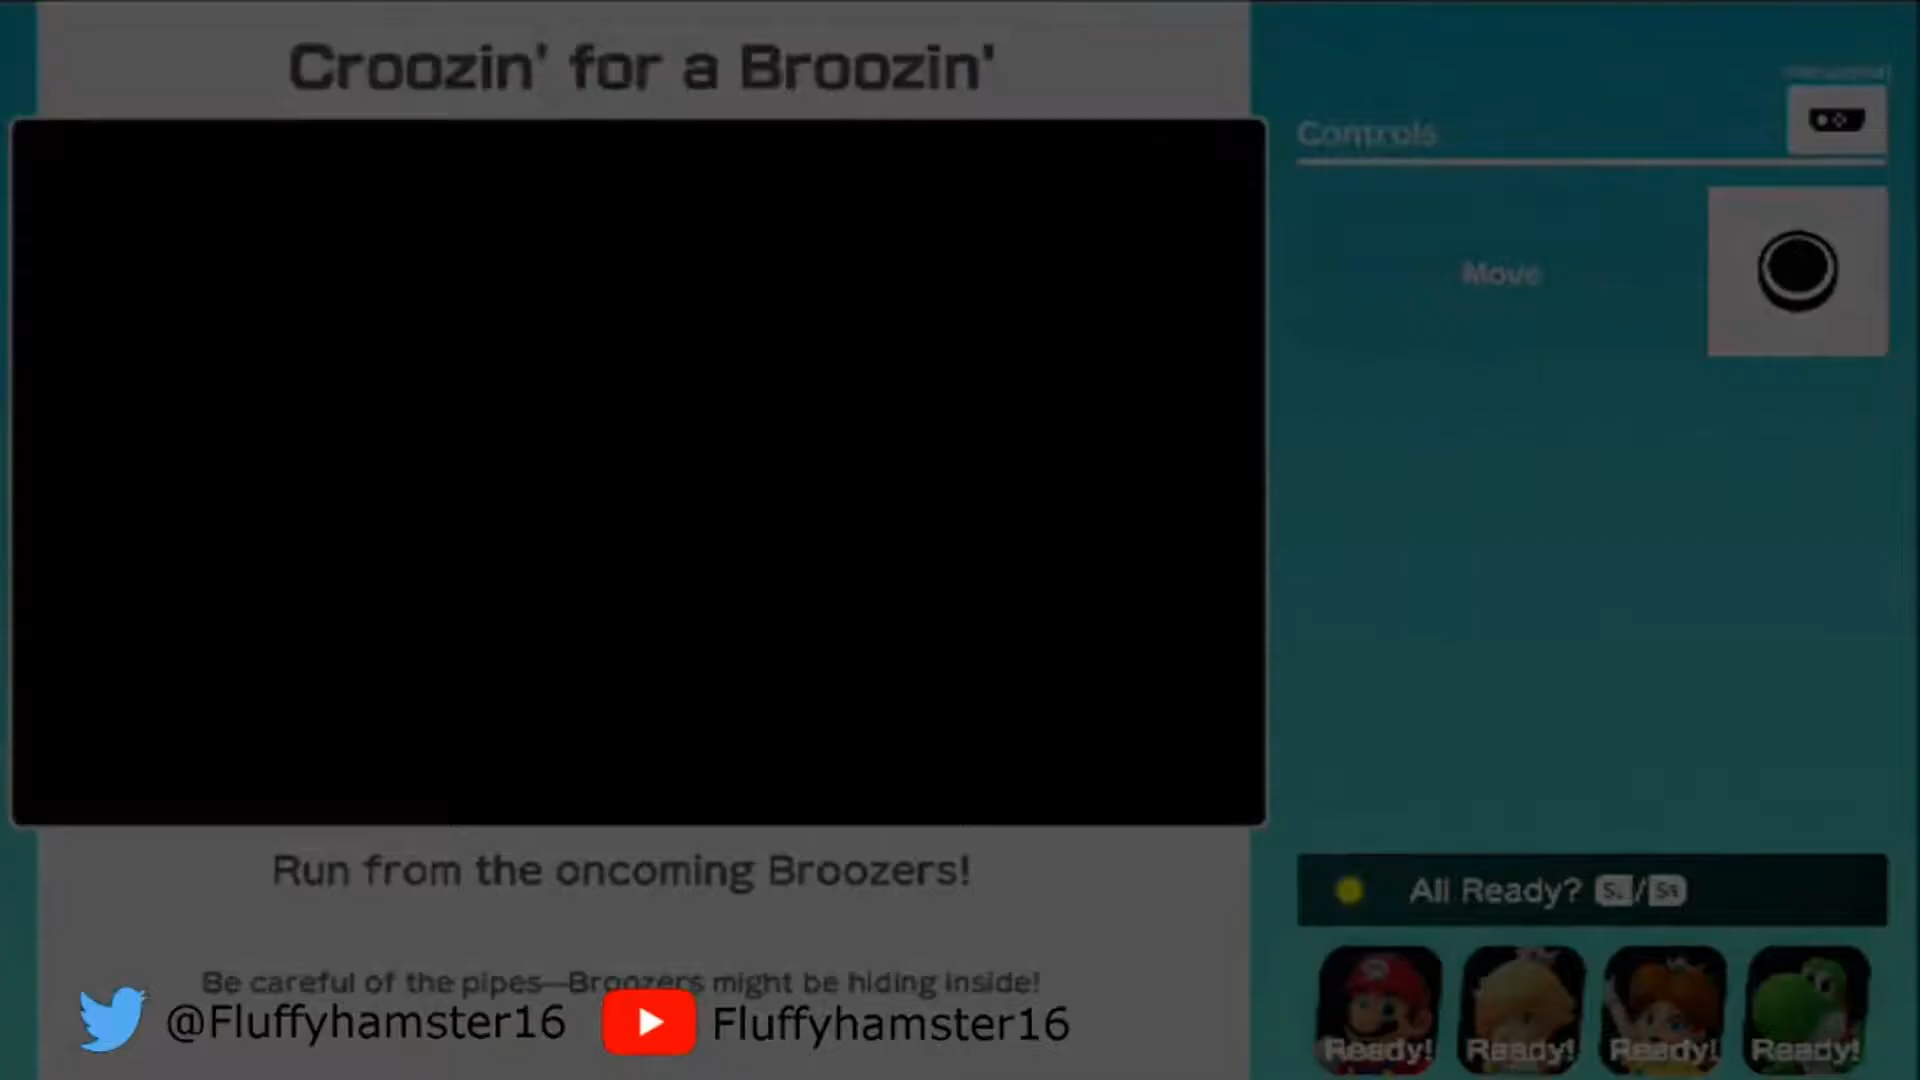 Croozin' for a Broozin'
Controls
Move
Run from the oncoming Broozers!
Be careful of the pipes—Broozers might be hiding inside!
All Ready?
Ready! Ready! Ready! Ready!
@Fluffyhamster16 Fluffyhamster16